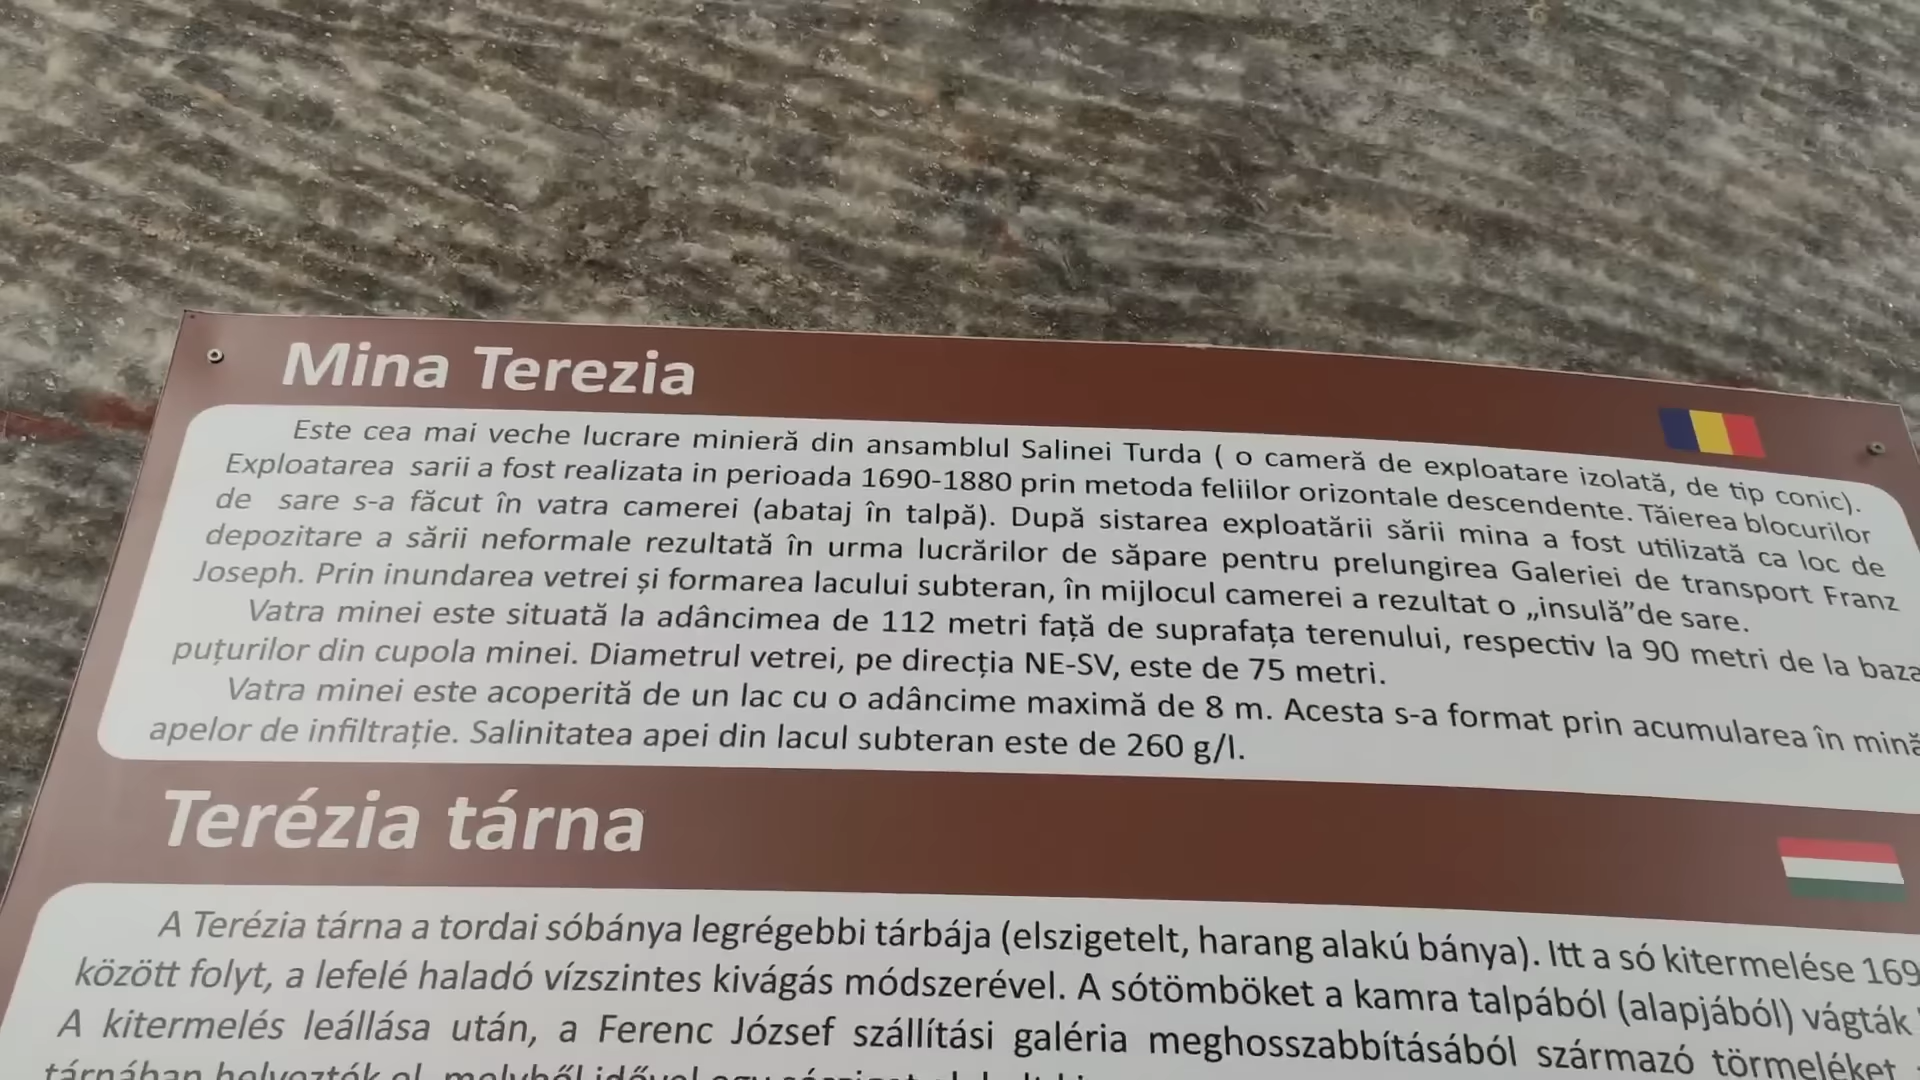 Mina Terezia
Este cea mai veche lucrare minieră din ansamblul Salinei Turda ( o cameră de exploatare izolată, de tip conic).
Exploatarea sarii a fost realizata in perioada 1690-1880 prin metoda feliilor orizontale descendente. Tăierea blocurilor
de sare s-a făcut în vatra camerei (abataj în talpă). După sistarea exploatării sării mina a fost utilizată ca loc de
depozitare a sării neformale rezultată în urma lucrărilor de săpare pentru prelungirea Galeriei de transport Franz
Joseph. Prin inundarea vetrei și formarea lacului subteran, în mijlocul camerei a rezultat o „insulă”de sare.
Vatra minei este situată la adâncimea de 112 metri față de suprafața terenului, respectiv la 90 metri de la baza
puțurilor din cupola minei. Diametrul vetrei, pe direcția NE-SV, este de 75 metri.
Vatra minei este acoperită de un lac cu o adâncime maximă de 8 m. Acesta s-a format prin acumularea în mină
apelor de infiltrație. Salinitatea apei din lacul subteran este de 260 g/l.
Terézia tárna
A Terézia tárna a tordai sóbánya legrégebbi tárbája (elszigetelt, harang alakú bánya). Itt a só kitermelése 169
között folyt, a lefelé haladó vízszintes kivágás módszerével. A sótömböket a kamra talpából (alapjából) vágták
A kitermelés leállása után, a Ferenc József szállítási galéria meghosszabbításából származó törmeléket
tárnában helyezték el, melyből idővel egy